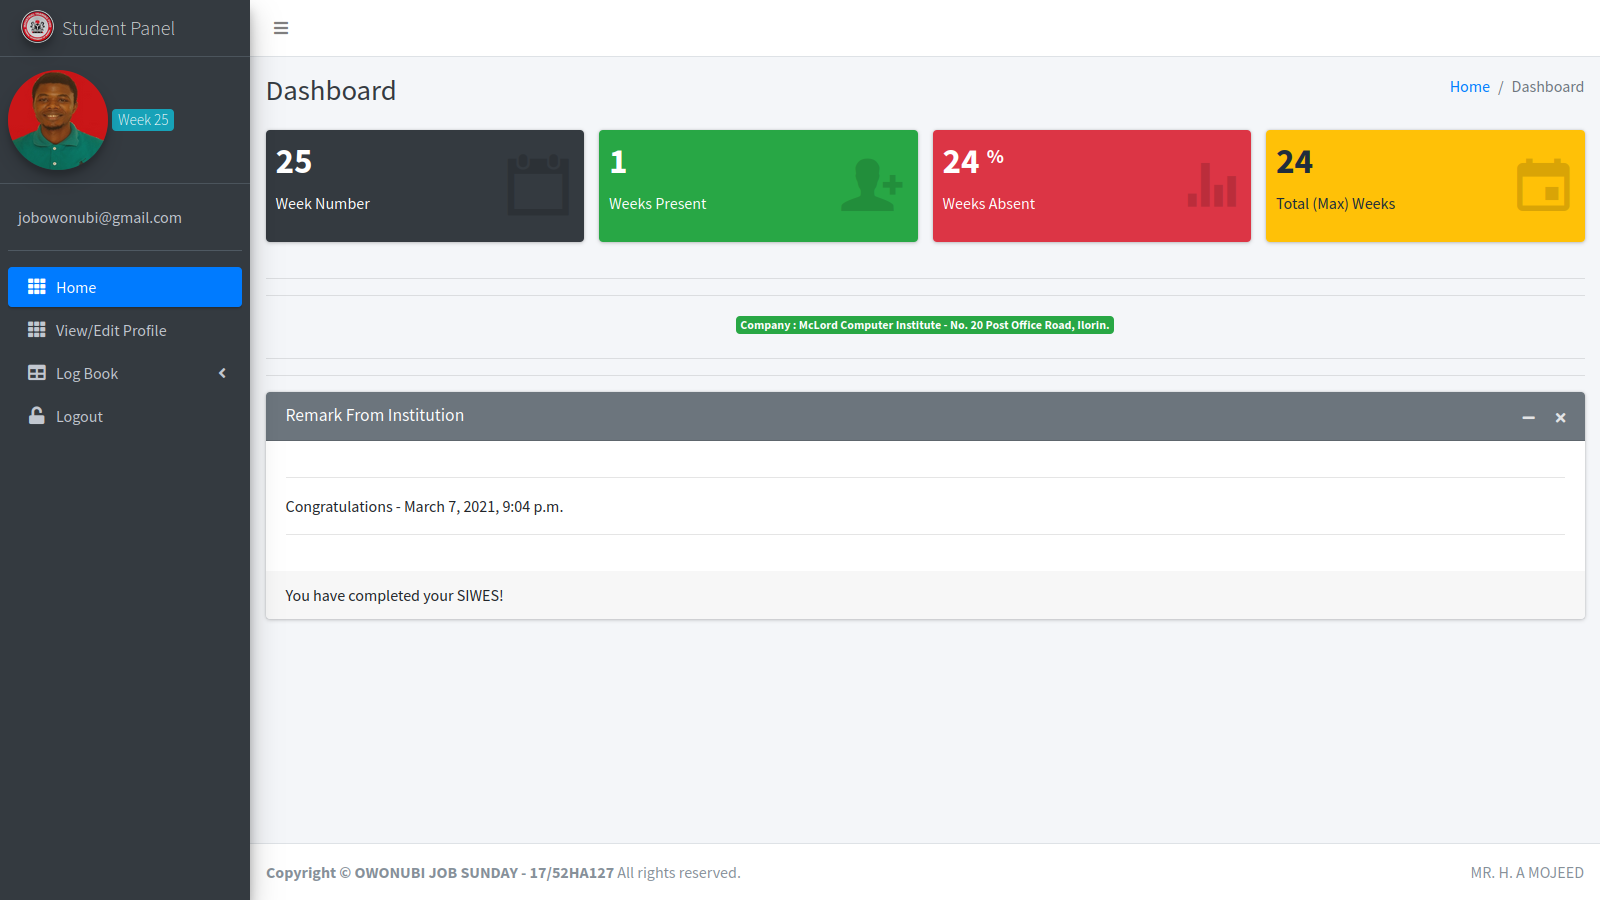 Student Panel
Week 25
jobowonubi@gmail.com
Home
View/Edit Profile
Log Book
Logout
Dashboard
Home / Dashboard
25
Week Number
1
Weeks Present
24 %
Weeks Absent
24
Total (Max) Weeks
Company : McLord Computer Institute - No. 20 Post Office Road, Ilorin.
Remark From Institution
Congratulations - March 7, 2021, 9:04 p.m.
You have completed your SIWES!
Copyright © OWONUBI JOB SUNDAY - 17/52HA127 All rights reserved.
MR. H. A MOJEED